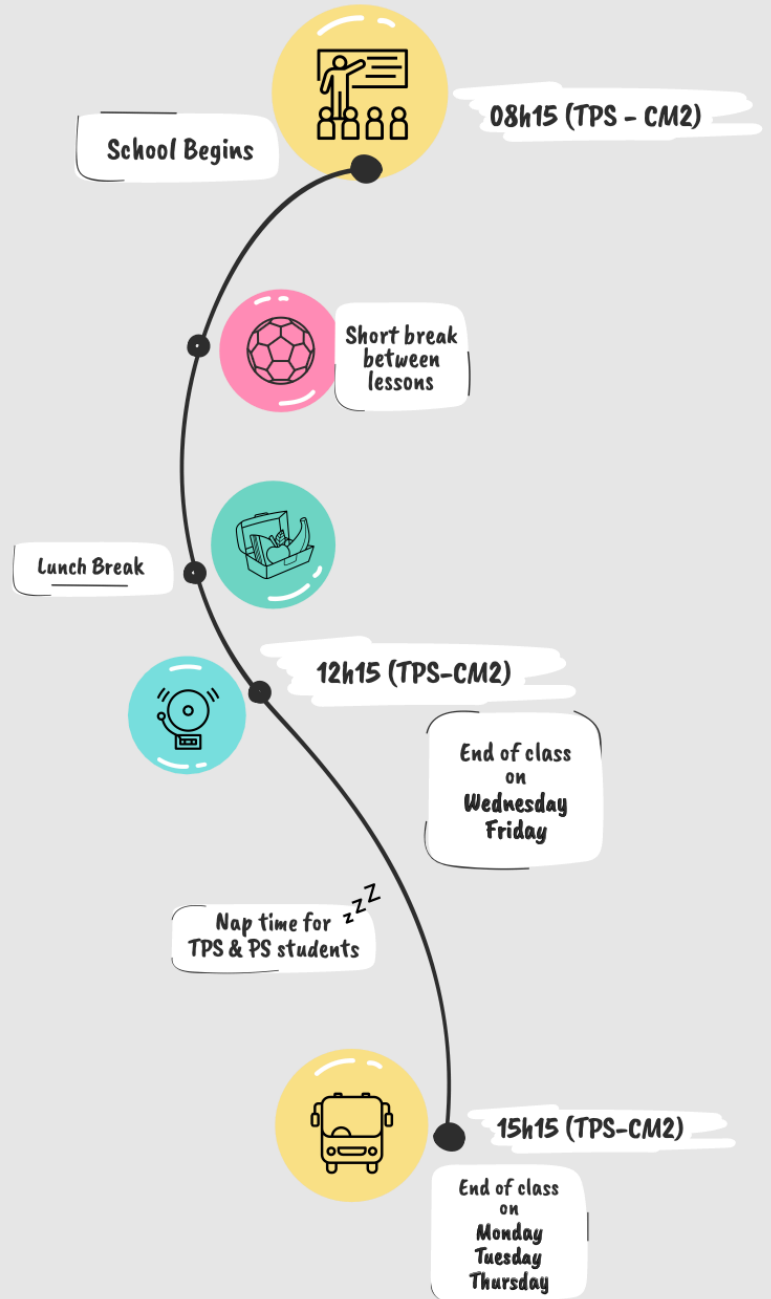 08h15 (TPS - CM2)
School Begins
Short break
between
lessons
Lunch Break
12h15 (TPS-CM2)
End of class
on
Wednesday
Friday
zzZ
Nap time for
TPS & PS students
15h15 (TPS-CM2)
End of class
on
Monday
Tuesday
Thursday